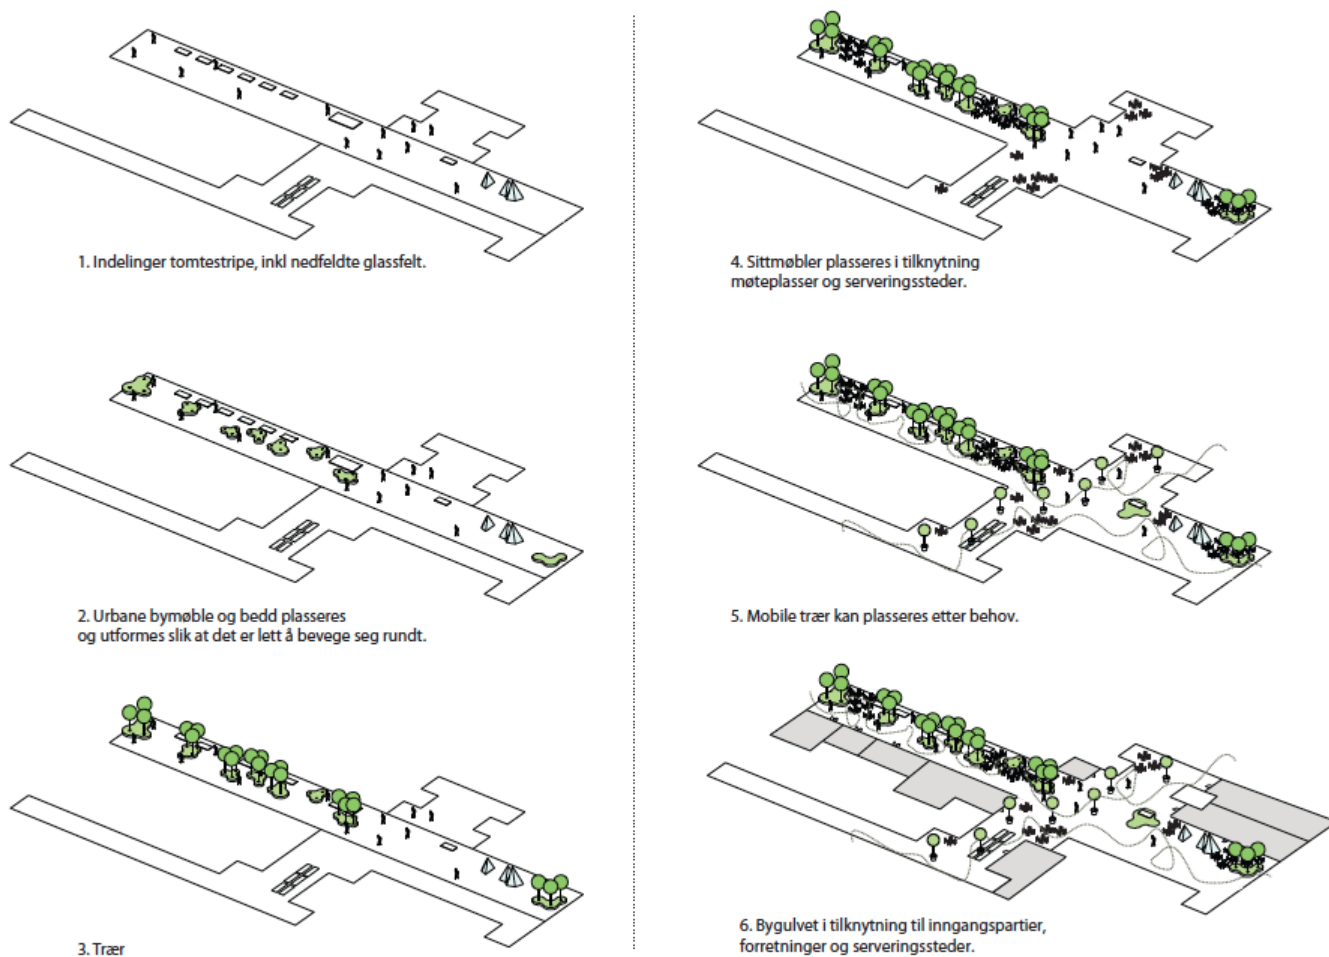 1. Indelinger tomtestripe, inkl nedfeldte glassfelt.
2. Urbane bymøble og bedd plasseres
og utformes slik at det er lett å bevege seg rundt.
3. Trær
4. Sittmøbler plasseres i tilknytning
møteplasser og serveringssteder.
5. Mobile trær kan plasseres etter behov.
6. Bygulvet i tilknytning til inngangspartier,
forretninger og serveringssteder.